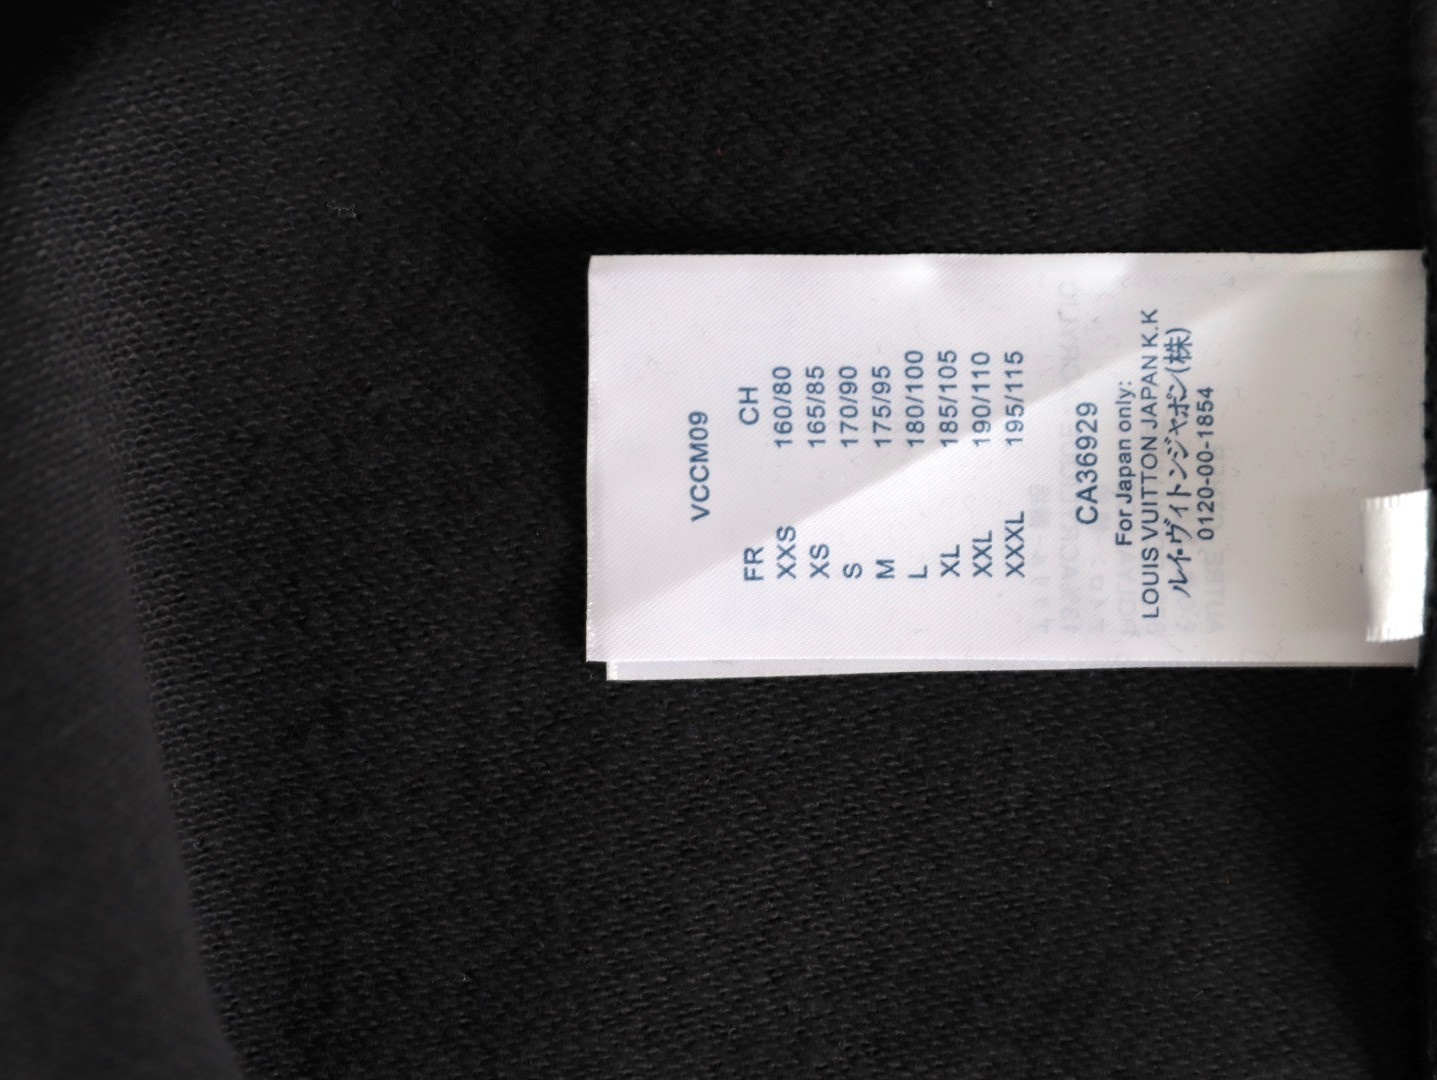 VCCM09
FR CH
XXS 160/80
XS 165/85
S 170/90
M 175/95
L 180/100
XL 185/105
XXL 190/110
XXXL 195/115
CA36929
For Japan only:
LOUIS VUITTON JAPAN K.K
ルイ・ヴィトンジャポン(株)
0120-00-1854